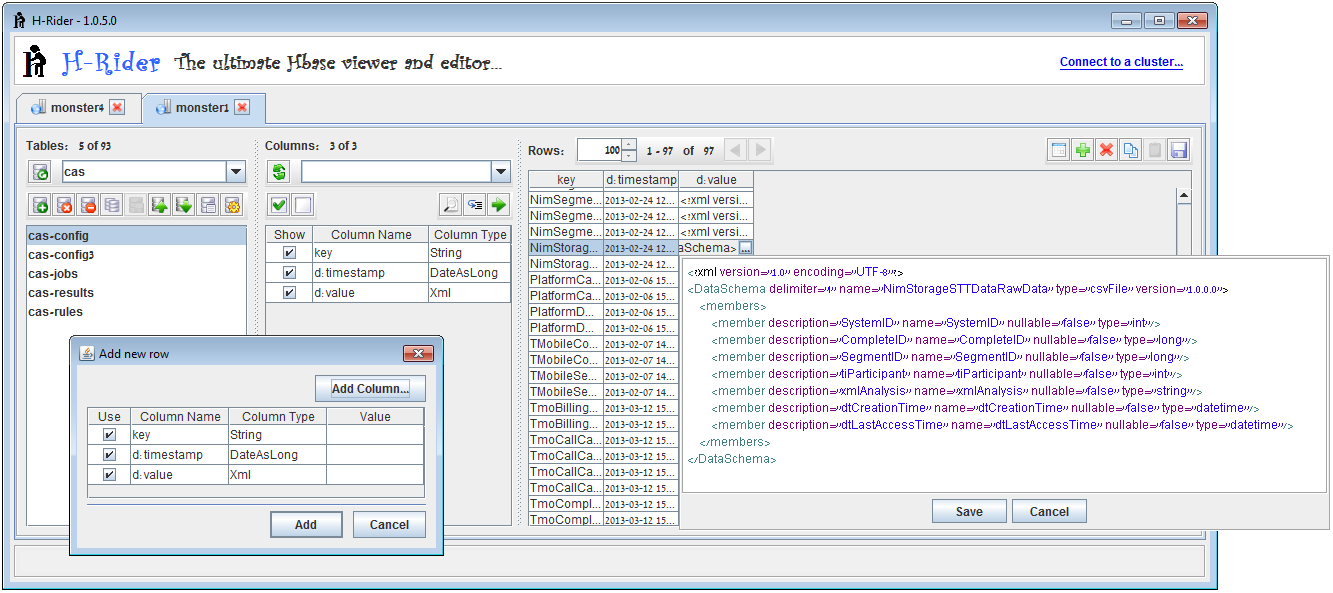 H-Rider - 1.0.5.0
H-Rider The ultimate Hbase viewer and editor...
Connect to a cluster...
monster4 monster1
Tables: 5 of 93
cas
cas-config
cas-config3
cas-jobs
cas-results
cas-rules
Columns: 3 of 3
Show Column Name Column Type
key String
d:timestamp DateAsLong
d:value Xml
Rows: 100 1 - 97 of 97
key d:timestamp d:value
NimSegme... 2013-02-24 12... <?xml versi...
NimSegme... 2013-02-24 12... <?xml versi...
NimSegme... 2013-02-24 12... <?xml versi...
NimStorag... 2013-02-24 12... aSchema> ...
NimStorag... 2013-02-24 12...
PlatformCa... 2013-02-06 15...
PlatformCa... 2013-02-06 15...
PlatformD... 2013-02-06 15...
PlatformD... 2013-02-06 15...
TMobileCo... 2013-02-07 14...
TMobileCo... 2013-02-07 14...
TMobileSe... 2013-02-07 14...
TMobileSe... 2013-02-07 14...
TmoBilling... 2013-03-12 15...
TmoBilling... 2013-03-12 15...
TmoCallCa... 2013-03-12 15...
TmoCallCa... 2013-03-12 15...
TmoCallCa... 2013-03-12 15...
TmoCallCa... 2013-03-12 15...
TmoCompl... 2013-03-12 15...
TmoCompl... 2013-03-12 15...
<?xml version="1.0" encoding="UTF-8"?>
<DataSchema delimiter="" name="NimStorageSTTDataRawData" type="csvFile" version="1.0.0.0">
<members>
<member description="SystemID" name="SystemID" nullable="false" type="int"/>
<member description="CompleteID" name="CompleteID" nullable="false" type="long"/>
<member description="SegmentID" name="SegmentID" nullable="false" type="long"/>
<member description="tiParticipant" name="tiParticipant" nullable="false" type="int"/>
<member description="xmlAnalysis" name="xmlAnalysis" nullable="false" type="string"/>
<member description="dtCreationTime" name="dtCreationTime" nullable="false" type="datetime"/>
<member description="dtLastAccessTime" name="dtLastAccessTime" nullable="false" type="datetime"/>
</members>
</DataSchema>
Save Cancel
Add new row
Add Column...
Use Column Name Column Type Value
key String
d:timestamp DateAsLong
d:value Xml
Add Cancel